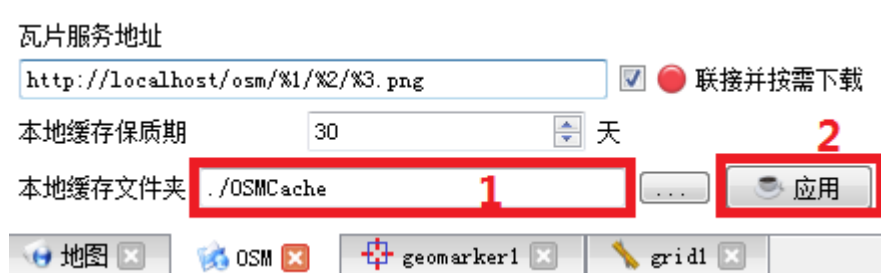 瓦片服务地址
http://localhost/osm/%1/%2/%3.png 联接并按需下载
本地缓存保质期 30 天 2
本地缓存文件夹 ./OSMCache 1 ... 应用
地图 OSM geomarker1 grid1